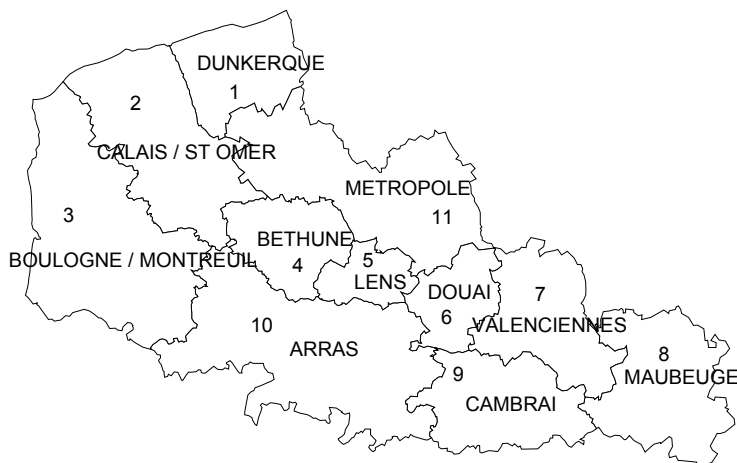 DUNKERQUE
1
2
CALAIS / ST OMER
METROPOLE
11
3
BOULOGNE / MONTREUIL
BETHUNE
4
5
LENS
DOUAI
6
7
VALENCIENNES
10
ARRAS
8
MAUBEUGE
9
CAMBRAI